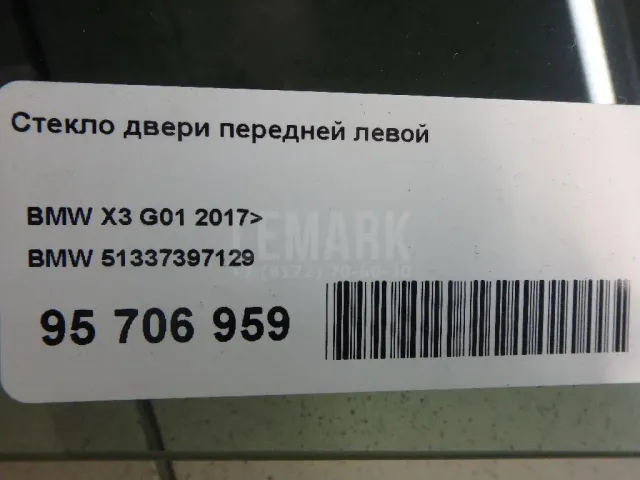 Стекло двери передней левой
BMW X3 G01 2017>
BMW 51337397129
95 706 959